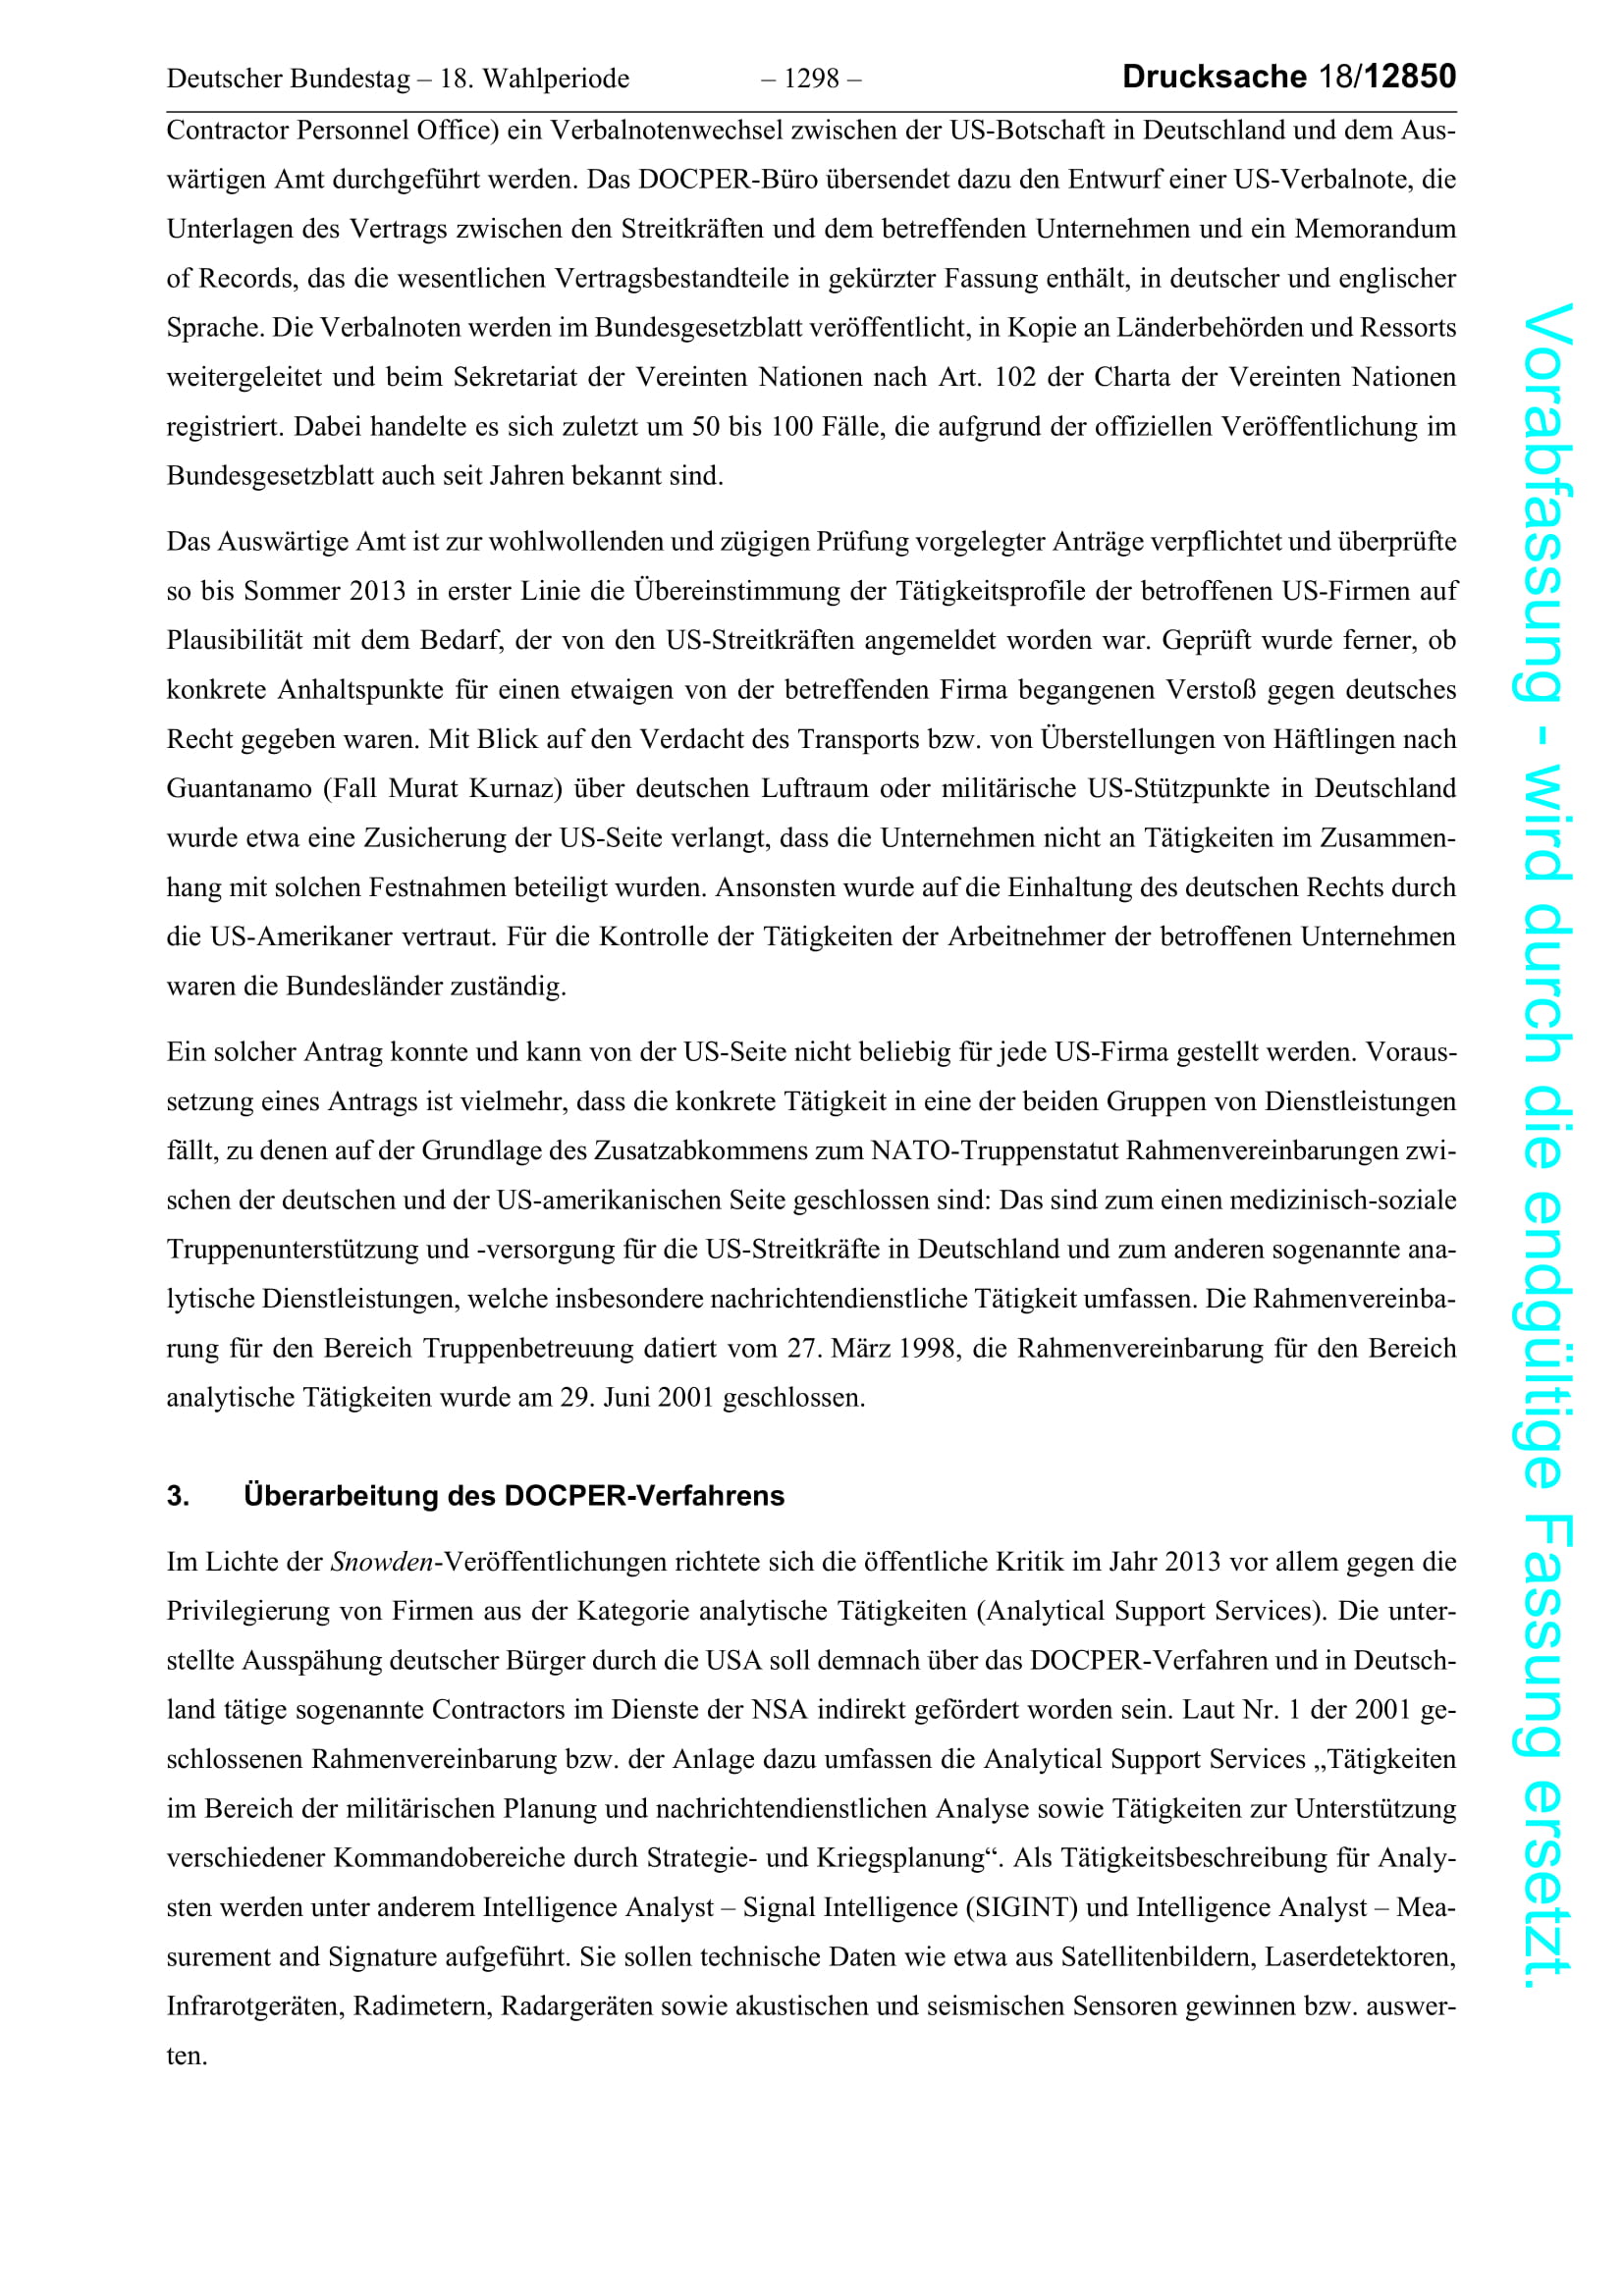 Deutscher Bundestag – 18. Wahlperiode – 1298 – Drucksache 18/12850
Contractor Personnel Office) ein Verbalnotenwechsel zwischen der US-Botschaft in Deutschland und dem Aus-
wärtigen Amt durchgeführt werden. Das DOCPER-Büro übersendet dazu den Entwurf einer US-Verbalnote, die
Unterlagen des Vertrags zwischen den Streitkräften und dem betreffenden Unternehmen und ein Memorandum
of Records, das die wesentlichen Vertragsbestandteile in gekürzter Fassung enthält, in deutscher und englischer
Sprache. Die Verbalnoten werden im Bundesgesetzblatt veröffentlicht, in Kopie an Länderbehörden und Ressorts
weitergeleitet und beim Sekretariat der Vereinten Nationen nach Art. 102 der Charta der Vereinten Nationen
registriert. Dabei handelte es sich zuletzt um 50 bis 100 Fälle, die aufgrund der offiziellen Veröffentlichung im
Bundesgesetzblatt auch seit Jahren bekannt sind.
Das Auswärtige Amt ist zur wohlwollenden und zügigen Prüfung vorgelegter Anträge verpflichtet und überprüfte
so bis Sommer 2013 in erster Linie die Übereinstimmung der Tätigkeitsprofile der betroffenen US-Firmen auf
Plausibilität mit dem Bedarf, der von den US-Streitkräften angemeldet worden war. Geprüft wurde ferner, ob
konkrete Anhaltspunkte für einen etwaigen von der betreffenden Firma begangenen Verstoß gegen deutsches
Recht gegeben waren. Mit Blick auf den Verdacht des Transports bzw. von Überstellungen von Häftlingen nach
Guantanamo (Fall Murat Kurnaz) über deutschen Luftraum oder militärische US-Stützpunkte in Deutschland
wurde etwa eine Zusicherung der US-Seite verlangt, dass die Unternehmen nicht an Tätigkeiten im Zusammen-
hang mit solchen Festnahmen beteiligt wurden. Ansonsten wurde auf die Einhaltung des deutschen Rechts durch
die US-Amerikaner vertraut. Für die Kontrolle der Tätigkeiten der Arbeitnehmer der betroffenen Unternehmen
waren die Bundesländer zuständig.
Ein solcher Antrag konnte und kann von der US-Seite nicht beliebig für jede US-Firma gestellt werden. Voraus-
setzung eines Antrags ist vielmehr, dass die konkrete Tätigkeit in eine der beiden Gruppen von Dienstleistungen
fällt, zu denen auf der Grundlage des Zusatzabkommens zum NATO-Truppenstatut Rahmenvereinbarungen zwi-
schen der deutschen und der US-amerikanischen Seite geschlossen sind: Das sind zum einen medizinisch-soziale
Truppenunterstützung und -versorgung für die US-Streitkräfte in Deutschland und zum anderen sogenannte ana-
lytische Dienstleistungen, welche insbesondere nachrichtendienstliche Tätigkeit umfassen. Die Rahmenvereinba-
rung für den Bereich Truppenbetreuung datiert vom 27. März 1998, die Rahmenvereinbarung für den Bereich
analytische Tätigkeiten wurde am 29. Juni 2001 geschlossen.
3. Überarbeitung des DOCPER-Verfahrens
Im Lichte der Snowden-Veröffentlichungen richtete sich die öffentliche Kritik im Jahr 2013 vor allem gegen die
Privilegierung von Firmen aus der Kategorie analytische Tätigkeiten (Analytical Support Services). Die unter-
stellte Ausspähung deutscher Bürger durch die USA soll demnach über das DOCPER-Verfahren und in Deutsch-
land tätige sogenannte Contractors im Dienste der NSA indirekt gefördert worden sein. Laut Nr. 1 der 2001 ge-
schlossenen Rahmenvereinbarung bzw. der Anlage dazu umfassen die Analytical Support Services „Tätigkeiten
im Bereich der militärischen Planung und nachrichtendienstlichen Analyse sowie Tätigkeiten zur Unterstützung
verschiedener Kommandobereiche durch Strategie- und Kriegsplanung“. Als Tätigkeitsbeschreibung für Analy-
sten werden unter anderem Intelligence Analyst – Signal Intelligence (SIGINT) und Intelligence Analyst – Mea-
surement and Signature aufgeführt. Sie sollen technische Daten wie etwa aus Satellitenbildern, Laserdetektoren,
Infrarotgeräten, Radimetern, Radargeräten sowie akustischen und seismischen Sensoren gewinnen bzw. auswer-
ten.
Vorabfassung - wird durch die endgültige Fassung ersetzt.